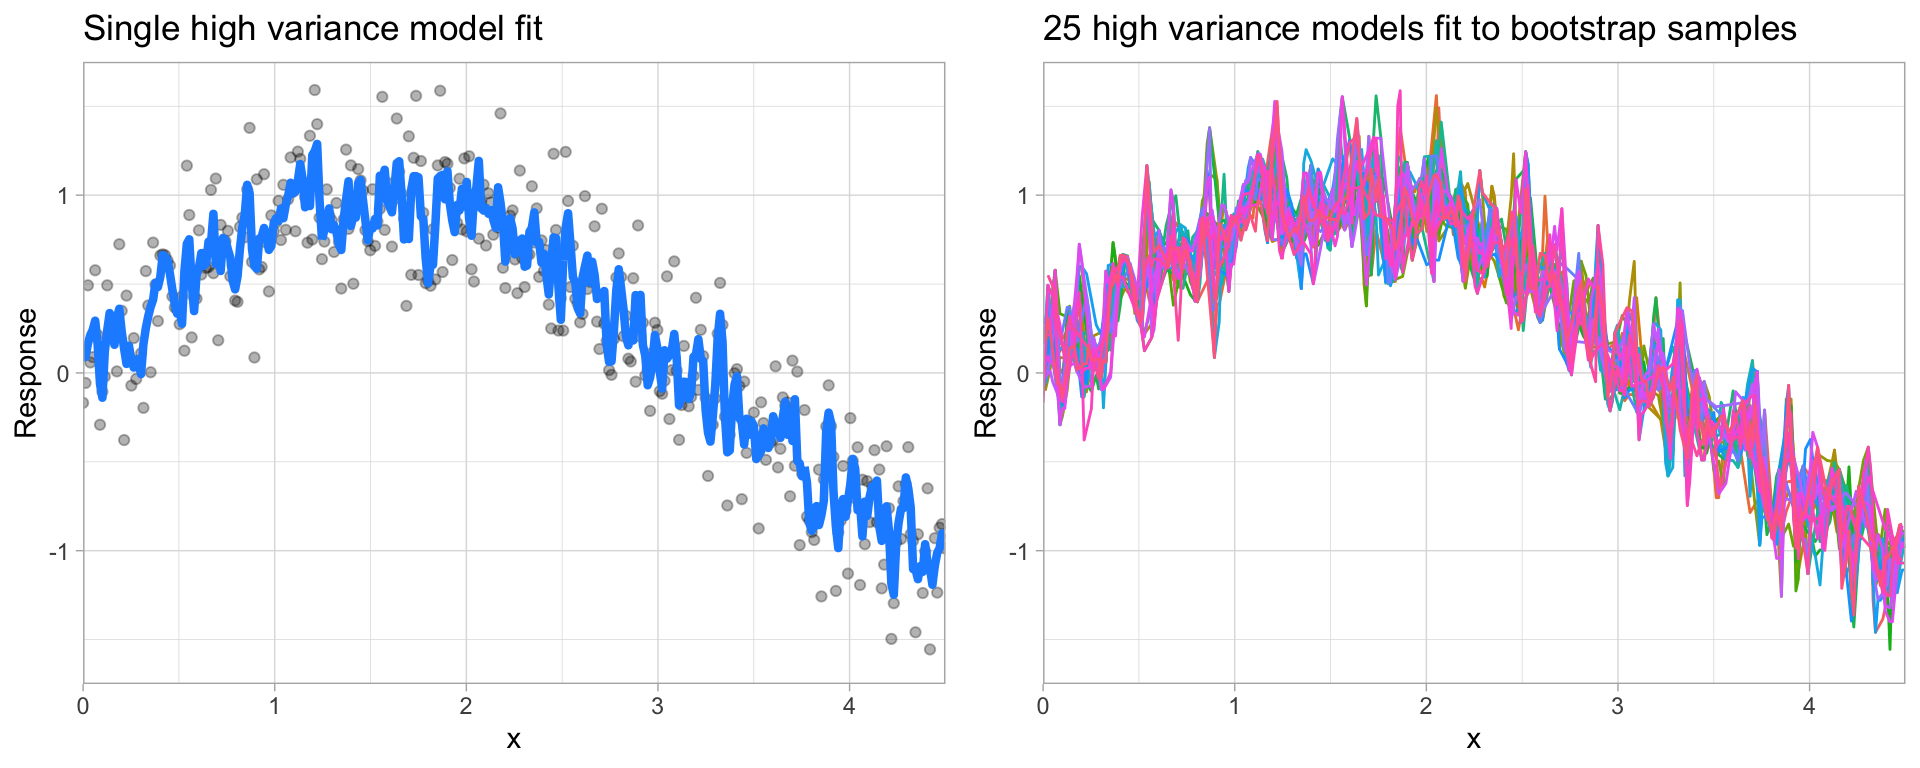 Single high variance model fit
Response
1
0
-1
0
1
2
3
4
x
25 high variance models fit to bootstrap samples
Response
1
0
-1
0
1
2
3
4
x